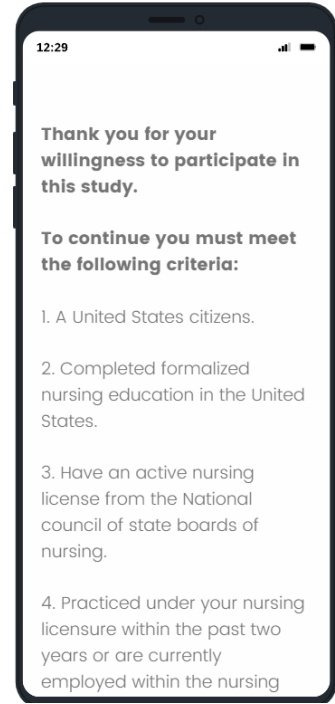 12:29
Thank you for your
willingness to participate in
this study.
To continue you must meet
the following criteria:
1. A United States citizens.
2. Completed formalized
nursing education in the United
States.
3. Have an active nursing
license from the National
council of state boards of
nursing.
4. Practiced under your nursing
licensure within the past two
years or are currently
employed within the nursing